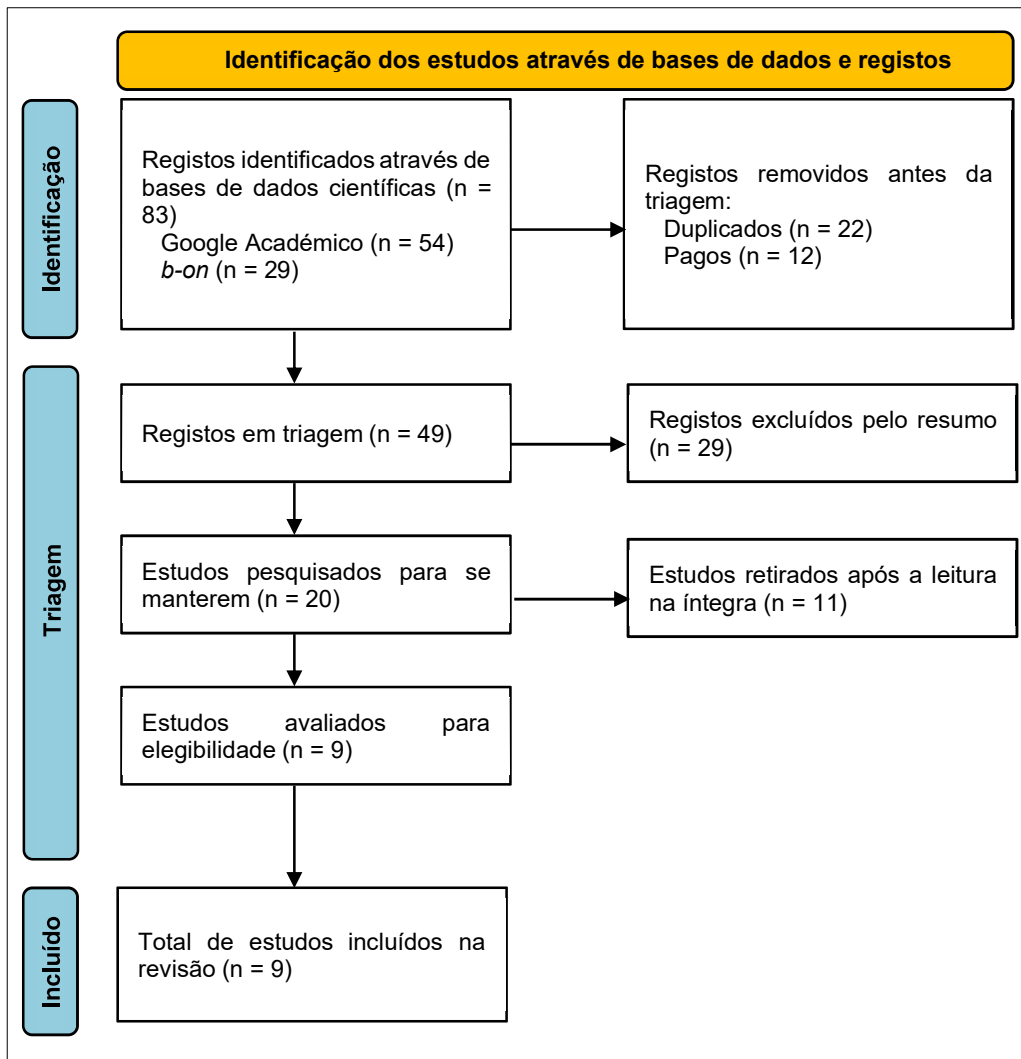 Identificação dos estudos através de bases de dados e registos
Identificação
Registos identificados através de
bases de dados científicas (n =
83)
Google Académico (n = 54)
b-on (n = 29)
Registos removidos antes da
triagem:
Duplicados (n = 22)
Pagos (n = 12)
Triagem
Registos em triagem (n = 49)
Registos excluídos pelo resumo
(n = 29)
Estudos pesquisados para se
manterem (n = 20)
Estudos retirados após a leitura
na íntegra (n = 11)
Estudos avaliados para
elegibilidade (n = 9)
Incluído
Total de estudos incluídos na
revisão (n = 9)